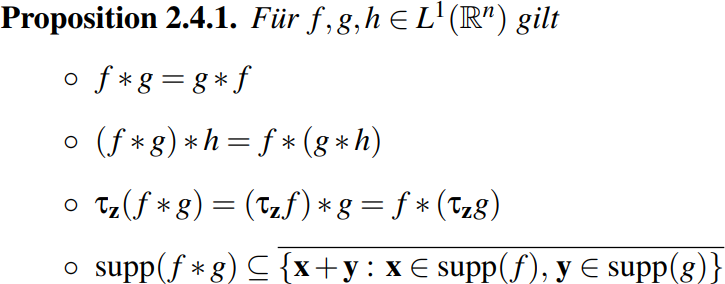 Proposition 2.4.1. Für f, g, h ∈ L¹(ℝⁿ) gilt
∘ f ∗ g = g ∗ f
∘ (f ∗ g) ∗ h = f ∗ (g ∗ h)
∘ τ_𝐳(f ∗ g) = (τ_𝐳 f) ∗ g = f ∗ (τ_𝐳 g)
∘ supp(f ∗ g) ⊆ \overline{{𝐱 + 𝐲 : 𝐱 ∈ supp(f), 𝐲 ∈ supp(g)}}